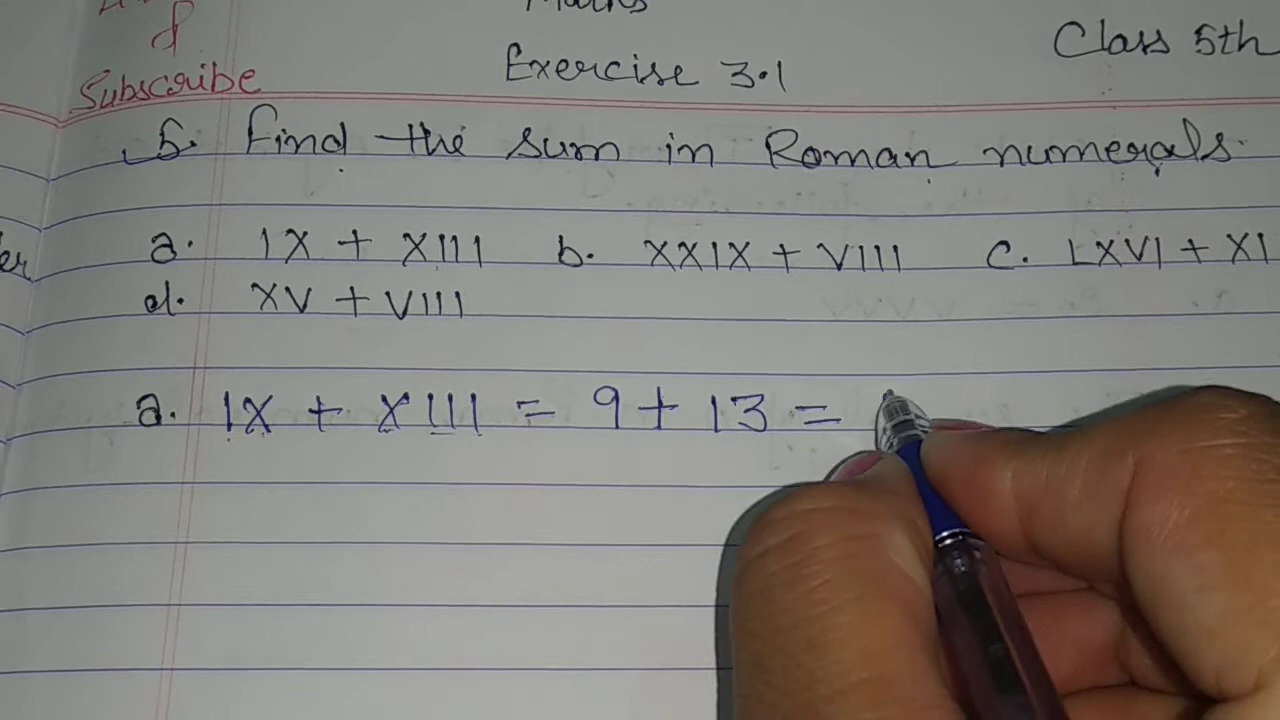 Maths
Exercise 3.1
Class 5th
Subscribe
5. Find the sum in Roman numerals.
a. IX + XIII b. XXIX + VIII c. LXVI + XI
d. XV + VIII
a. IX + XIII = 9 + 13 =